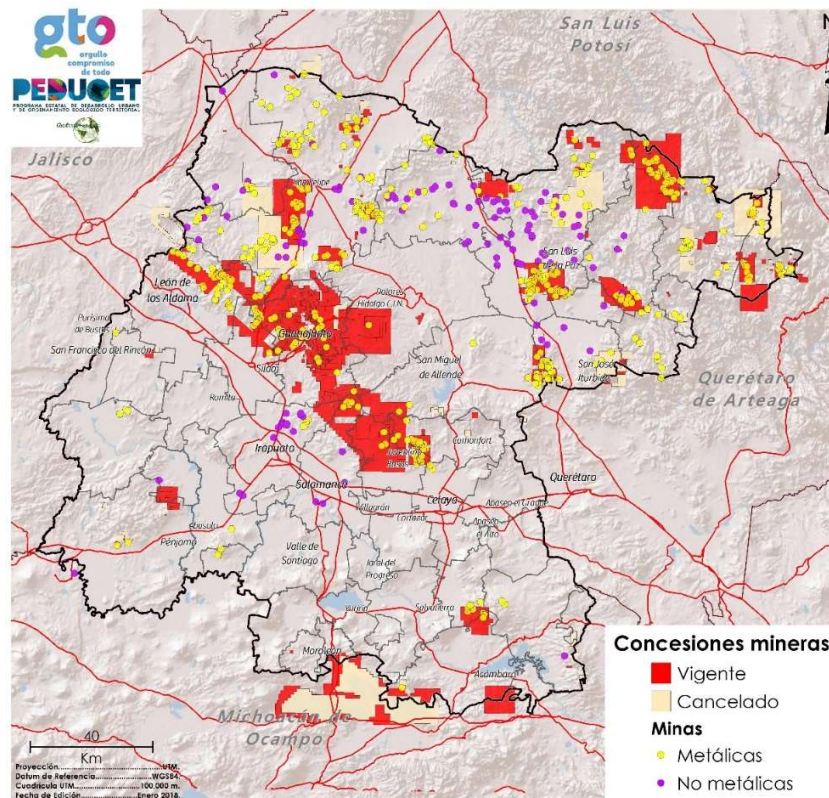 gto
orgullo
compromiso
de todo
PEDUOET
PROGRAMA ESTATAL DE DESARROLLO URBANO
Y DE ORDENAMIENTO ECOLÓGICO TERRITORIAL
San Luis
Potosí
Jalisco
San Luis
de la Paz
León de
los Aldama
Dolores
Hidalgo C.I.N.
Purísima
de Bustos
San Francisco del Rincón
Guanajuato
Silao
San Miguel
de Allende
San José
Iturbide
Querétaro
de Arteaga
Romita
Irapuato
Comonfort
Querétaro
Salamanca
Celaya
Villagrán
Cortazar
Apaseo el Grande
Apaseo
el Alto
Abasolo
Pénjamo
Valle de
Santiago
Jaral del
Progreso
Yuriria
Salvatierra
Moroleón
Acámbaro
Michoacán de
Ocampo
40
Km
Proyección.....................UTM.
Datum de Referencia............WGS84.
Cuadrícula UTM.............100,000 m.
Fecha de Edición..........Enero 2018.
Concesiones mineras
Vigente
Cancelado
Minas
Metálicas
No metálicas